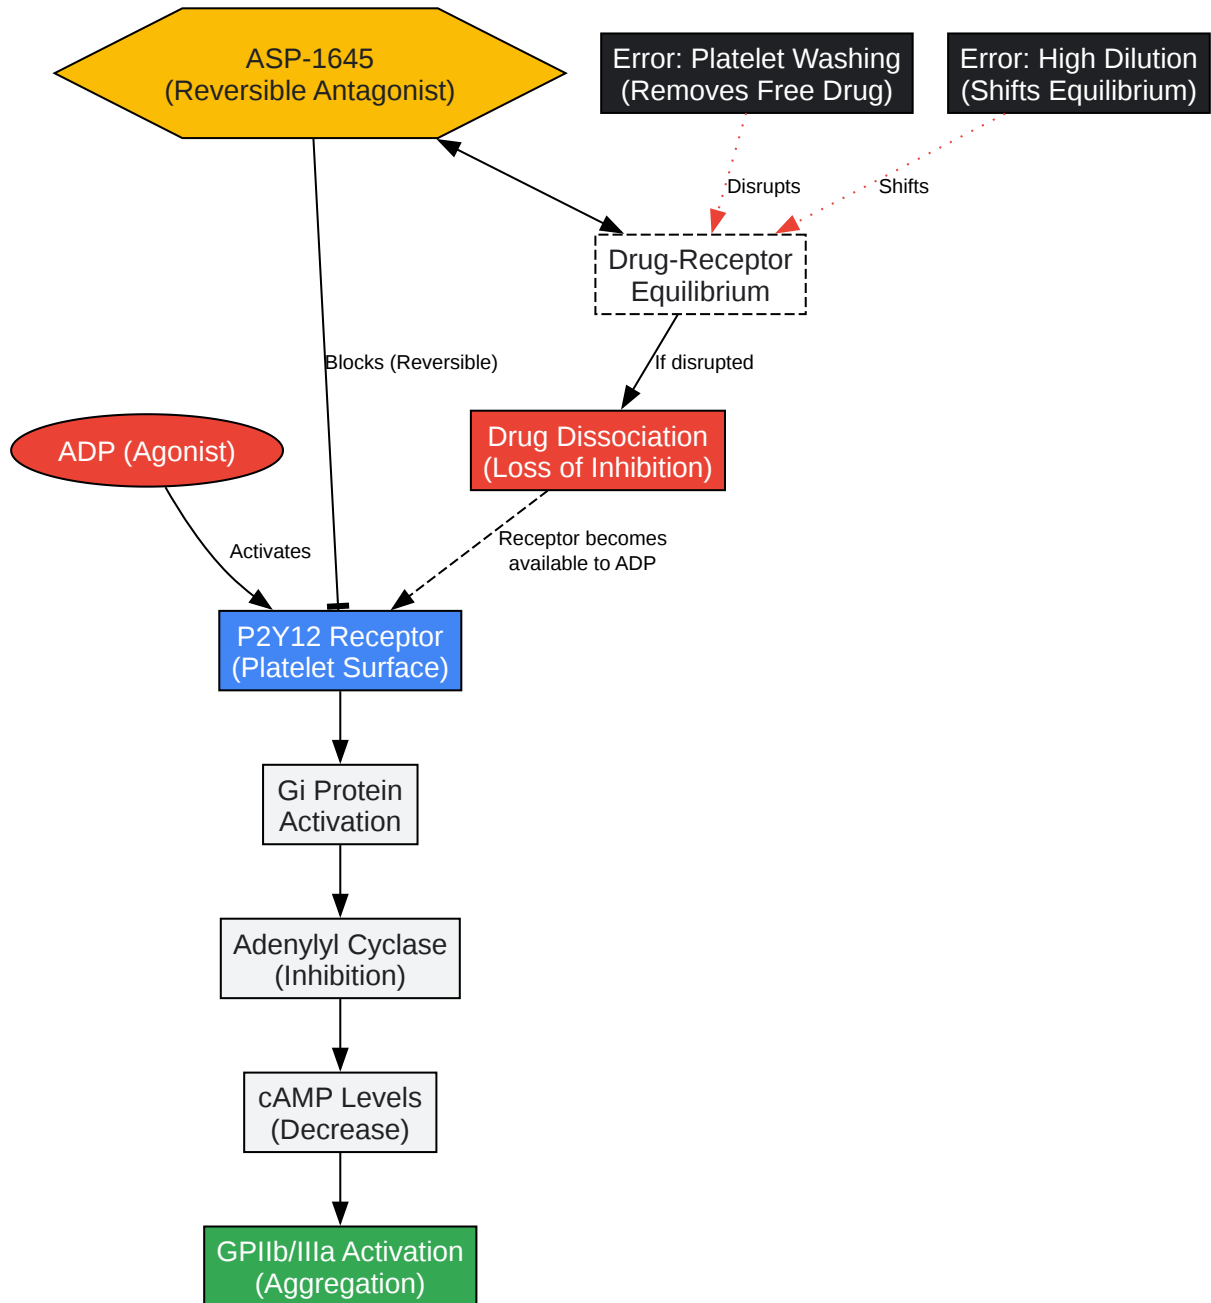 ASP-1645
(Reversible Antagonist)
Error: Platelet Washing
(Removes Free Drug)
Error: High Dilution
(Shifts Equilibrium)
Disrupts
Shifts
Drug-Receptor
Equilibrium
Blocks (Reversible)
If disrupted
ADP (Agonist)
Drug Dissociation
(Loss of Inhibition)
Activates
Receptor becomes
available to ADP
P2Y12 Receptor
(Platelet Surface)
Gi Protein
Activation
Adenylyl Cyclase
(Inhibition)
cAMP Levels
(Decrease)
GPIIb/IIIa Activation
(Aggregation)